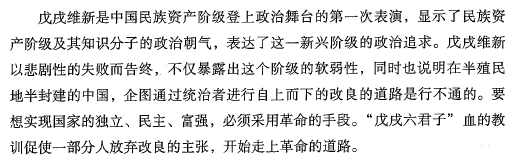 戊戌维新是中国民族资产阶级登上政治舞台的第一次表演，显示了民族资
产阶级及其知识分子的政治朝气，表达了这一新兴阶级的政治追求。戊戌维新
以悲剧性的失败而告终，不仅暴露出这个阶级的软弱性，同时也说明在半殖民
地半封建的中国，企图通过统治者进行自上而下的改良的道路是行不通的。要
想实现国家的独立、民主、富强，必须采用革命的手段。“戊戌六君子”血的教
训促使一部分人放弃改良的主张，开始走上革命的道路。